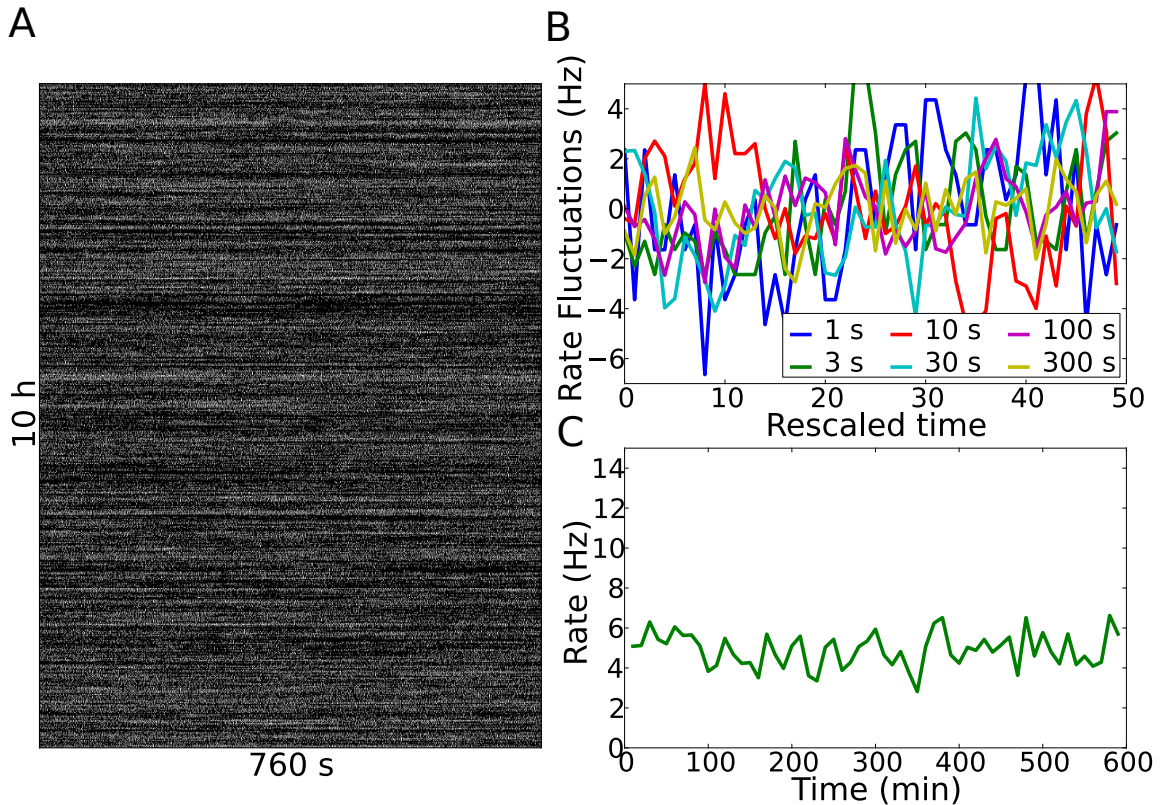 A
10 h
760 s
B
Rate Fluctuations (Hz)
4
2
0
−2
−4
−6
1 s 10 s 100 s
3 s 30 s 300 s
0 10 20 30 40 50
Rescaled time
C
Rate (Hz)
14
12
10
8
6
4
2
0
0 100 200 300 400 500 600
Time (min)